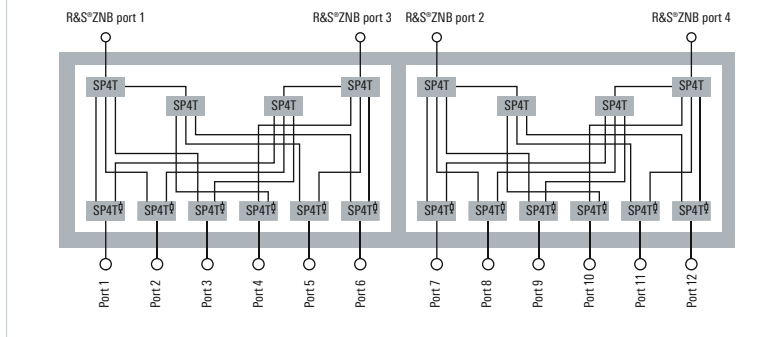 R&S®ZNB port 1 R&S®ZNB port 3 R&S®ZNB port 2 R&S®ZNB port 4
SP4T SP4T SP4T SP4T
SP4T SP4T SP4T SP4T
SP4T SP4T SP4T SP4T SP4T SP4T SP4T SP4T SP4T SP4T SP4T SP4T
Port 1
Port 2
Port 3
Port 4
Port 5
Port 6
Port 7
Port 8
Port 9
Port 10
Port 11
Port 12